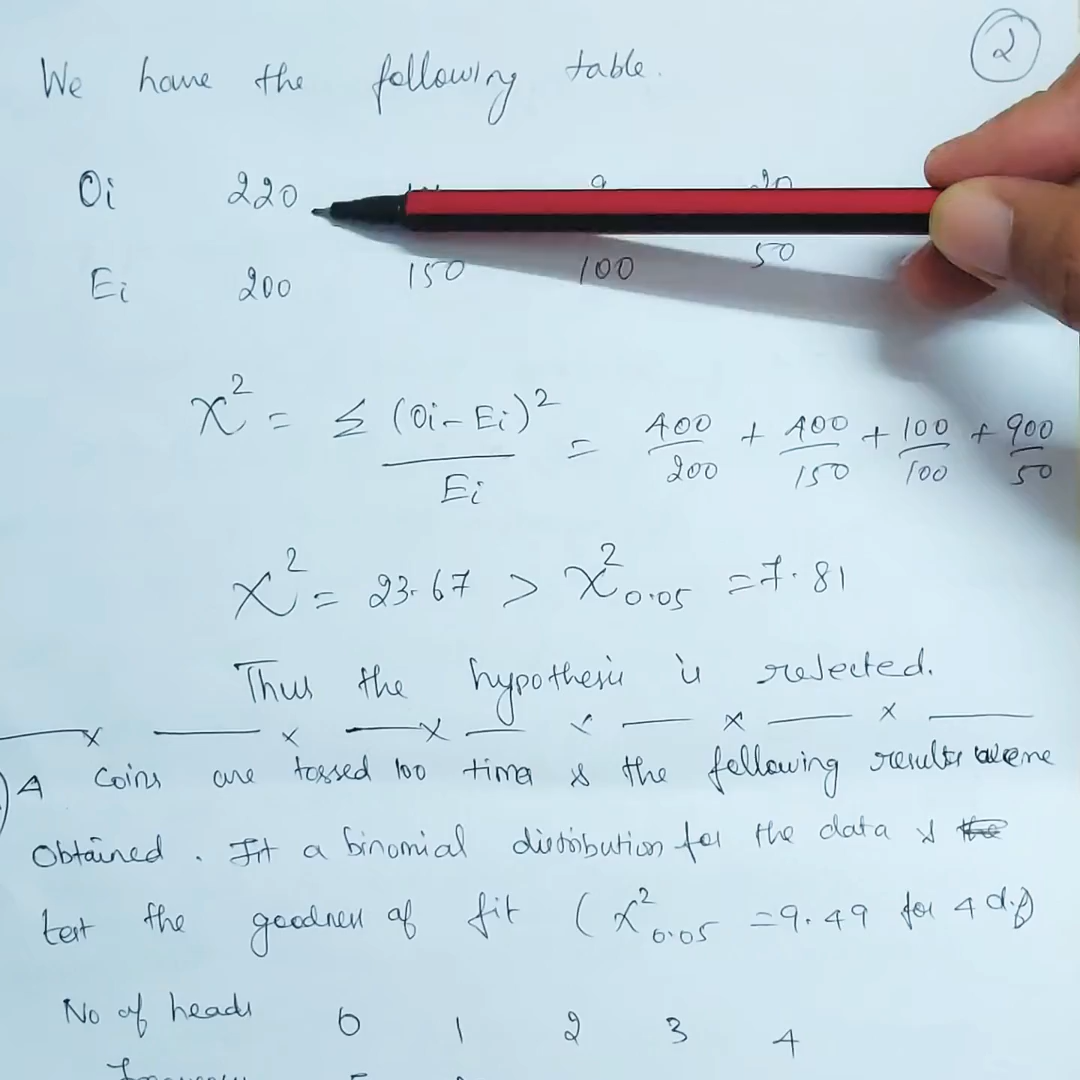 2
We have the following table.
Oi 220
Ei 200 150 100 50
χ² = ≤ (Oi - Ei)² / Ei = 400/200 + 400/150 + 100/100 + 900/50
χ² = 23.67 > χ²0.05 = 7.81
Thus the hypothesis is rejected.
4 coins are tossed 100 times & the following results were
Obtained. Fit a binomial distribution for the data &
test the goodness of fit (χ²0.05 = 9.49 for 4 d.f)
No of heads 0 1 2 3 4